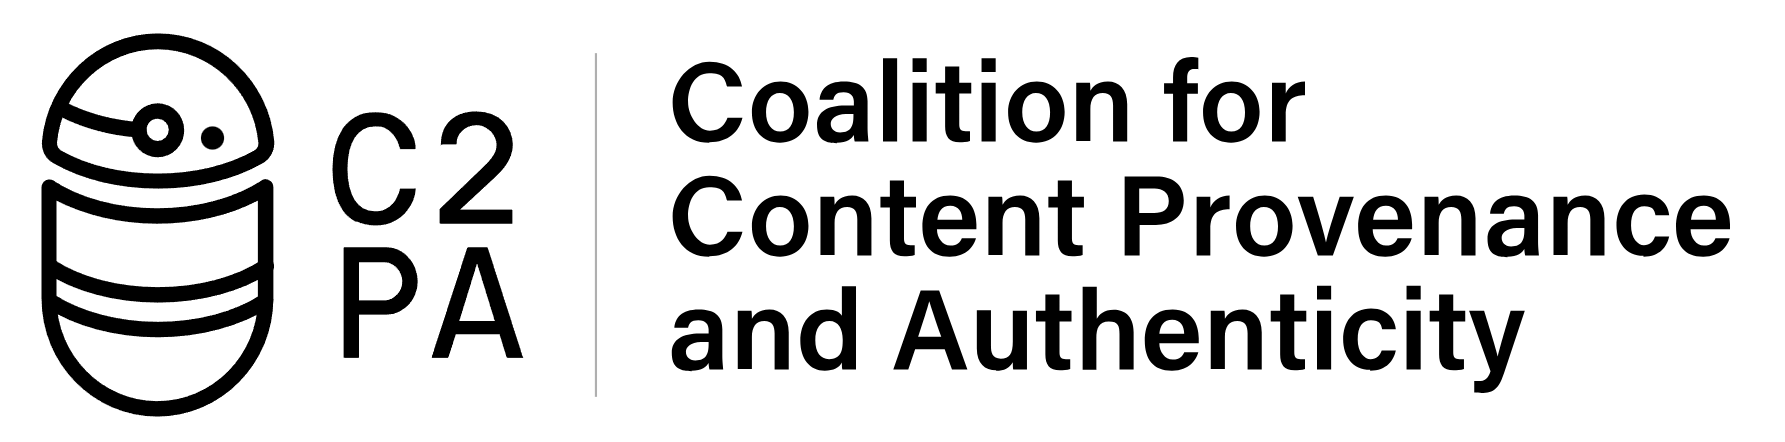 C2
PA
Coalition for
Content Provenance
and Authenticity